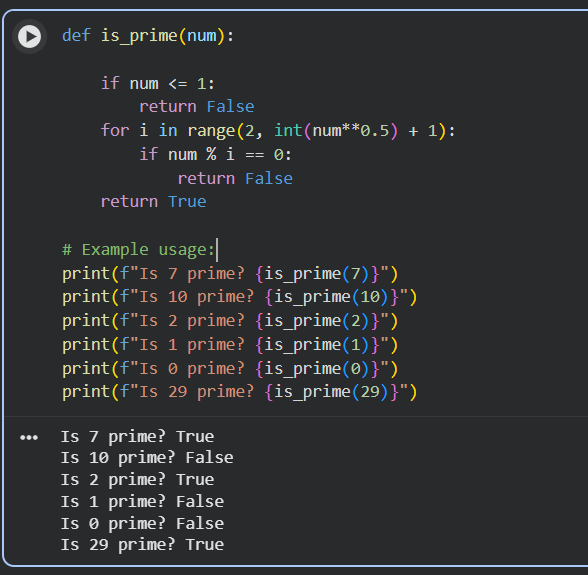 def is_prime(num):
    if num <= 1:
        return False
    for i in range(2, int(num**0.5) + 1):
        if num % i == 0:
            return False
    return True
# Example usage:
print(f"Is 7 prime? {is_prime(7)}")
print(f"Is 10 prime? {is_prime(10)}")
print(f"Is 2 prime? {is_prime(2)}")
print(f"Is 1 prime? {is_prime(1)}")
print(f"Is 0 prime? {is_prime(0)}")
print(f"Is 29 prime? {is_prime(29)}")
Is 7 prime? True
Is 10 prime? False
Is 2 prime? True
Is 1 prime? False
Is 0 prime? False
Is 29 prime? True